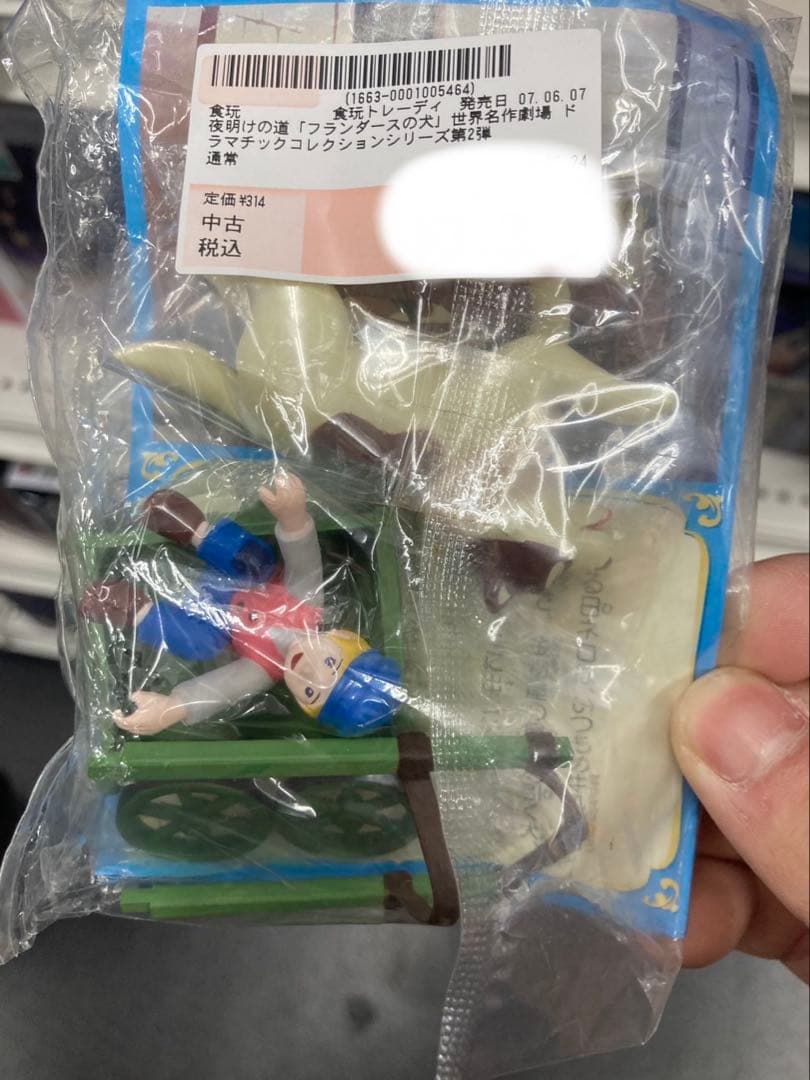 (1663-0001005464)
食玩 食玩トレーディ 発売日 07.06.07
夜明けの道「フランダースの犬」世界名作劇場 ド
ラマチックコレクションシリーズ第2弾
通常
24
定価 ¥314
中古
税込